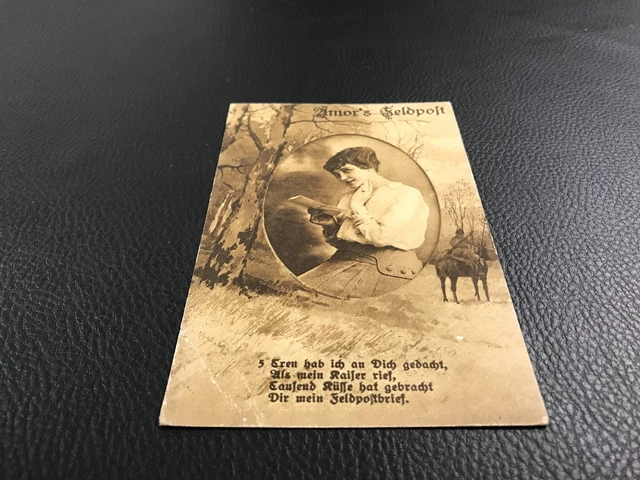 Amor's Feldpost
5 Treu hab ich an Dich gedacht,
Als mein Kaiser rief,
Tausend Küsse hat gebracht
Dir mein Feldpostbrief.